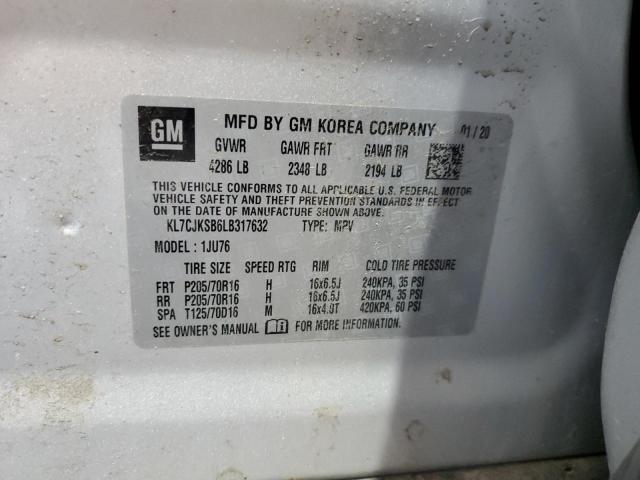 GM MFD BY GM KOREA COMPANY 01/20
GVWR GAWR FRT GAWR RR
4286 LB 2348 LB 2194 LB
THIS VEHICLE CONFORMS TO ALL APPLICABLE U.S. FEDERAL MOTOR
VEHICLE SAFETY AND THEFT PREVENTION STANDARDS IN EFFECT ON
THE DATE OF MANUFACTURE SHOWN ABOVE.
KL7CJKSB6LB317632 TYPE: MPV
MODEL: 1JU76
TIRE SIZE SPEED RTG RIM COLD TIRE PRESSURE
FRT P205/70R16 H 16x6.5J 240KPA, 35 PSI
RR P205/70R16 H 16x6.5J 240KPA, 35 PSI
SPA T125/70D16 M 16x4.0T 420KPA, 60 PSI
SEE OWNER'S MANUAL FOR MORE INFORMATION.